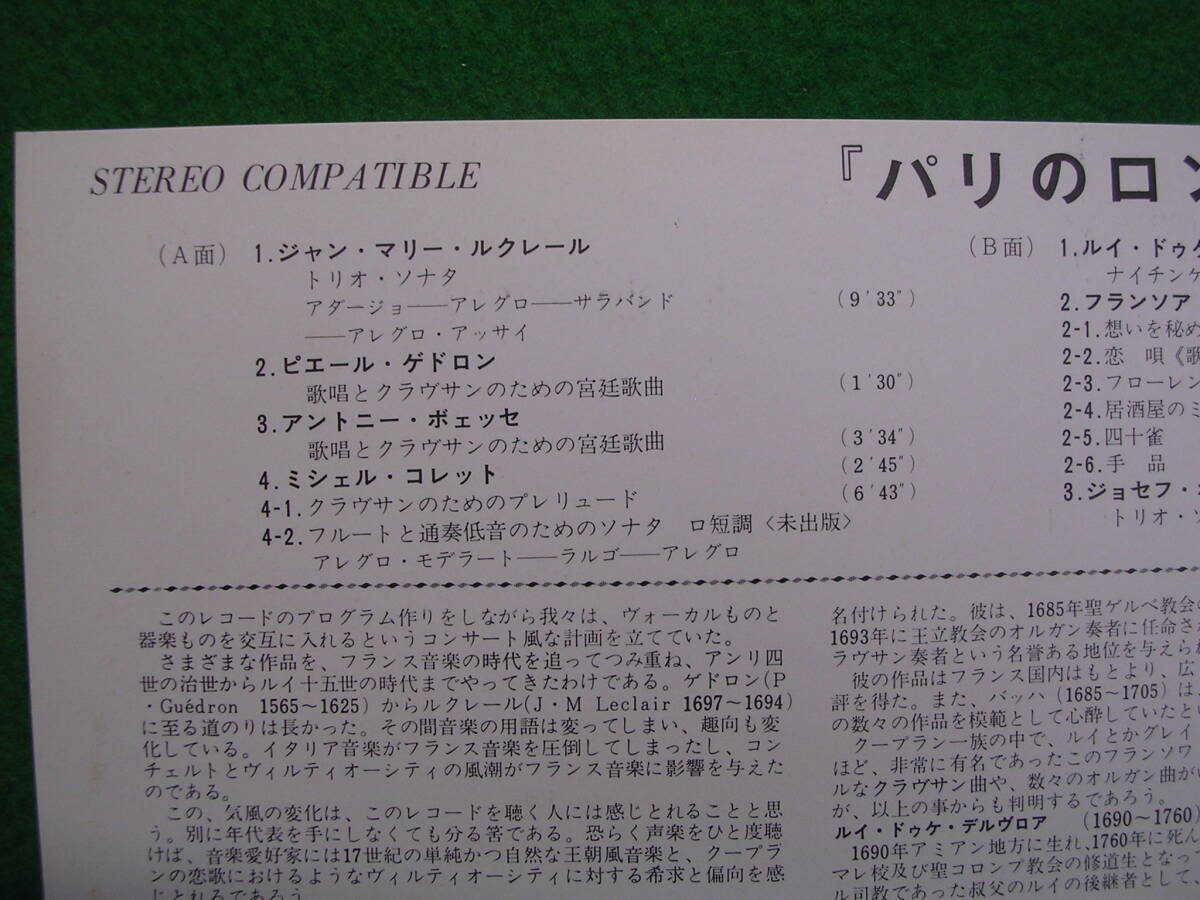 STEREO COMPATIBLE
『パリのロン
(A面) 1.ジャン・マリー・ルクレール
トリオ・ソナタ
アダージョ――アレグロ――サラバンド (9'33")
――アレグロ・アッサイ
2.ピエール・ゲドロン
歌唱とクラヴサンのための宮廷歌曲 (1'30")
3.アントニー・ボェッセ
歌唱とクラヴサンのための宮廷歌曲 (3'34")
4.ミシェル・コレット (2'45")
4-1.クラヴサンのためのプレリュード (6'43")
4-2.フルートと通奏低音のためのソナタ ロ短調〈未出版〉
アレグロ・モデラート――ラルゴ――アレグロ
(B面) 1.ルイ・ドゥケ
ナイチンゲ
2.フランソア
2-1.想いを秘め
2-2.恋 唄《歌
2-3.フローレン
2-4.居酒屋のミ
2-5.四十雀
2-6.手 品
3.ジョセフ・
トリオ・ソ
このレコードのプログラム作りをしながら我々は、ヴォーカルものと
器楽ものを交互に入れるというコンサート風な計画を立てていた。
さまざまな作品を、フランス音楽の時代を追ってつみ重ね、アンリ四
世の治世からルイ十五世の時代までやってきたわけである。ゲドロン(P
・Guédron 1565〜1625) からルクレール(J・M Leclair 1697〜1694)
に至る道のりは長かった。その間音楽の用語は変ってしまい、趣向も変
化している。イタリア音楽がフランス音楽を圧倒してしまったし、コン
チェルトとヴィルティオーシティの風潮がフランス音楽に影響を与えた
のである。
この、気風の変化は、このレコードを聴く人には感じとれることと思
う。別に年代表を手にしなくても分る筈である。恐らく声楽をひと度聴
けば、音楽愛好家には17世紀の単純かつ自然な王朝風音楽と、クープラ
ンの恋歌におけるようなヴィルティオーシティに対する希求と偏向を感
じとれるであろう。
名付けられた。彼は、1685年聖ゲルベ教会
1693年に王立教会のオルガン奏者に任命さ
ラヴサン奏者という名誉ある地位を与えられ
彼の作品はフランス国内はもとより、広
評を得た。また、バッハ (1685〜1705) は
の数々の作品を模範として心酔していたとい
クープラン一族の中で、ルイとかグレイ
ほど、非常に有名であったこのフランソワ
ルなクラヴサン曲や、数々のオルガン曲が
が、以上の事からも判明するであろう。
ルイ・ドゥケ・デルヴロア (1690〜1760)
1690年アミアン地方に生れ、1760年に死ん
マレ校及び聖コロンブ教会の修道生となっ
ル司教であった叔父のルイの後継者として、